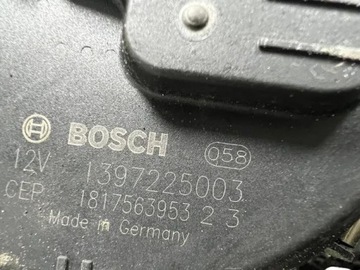 BOSCH 058
12V 1397225003
CEP 1817563953 2 3
Made in Germany